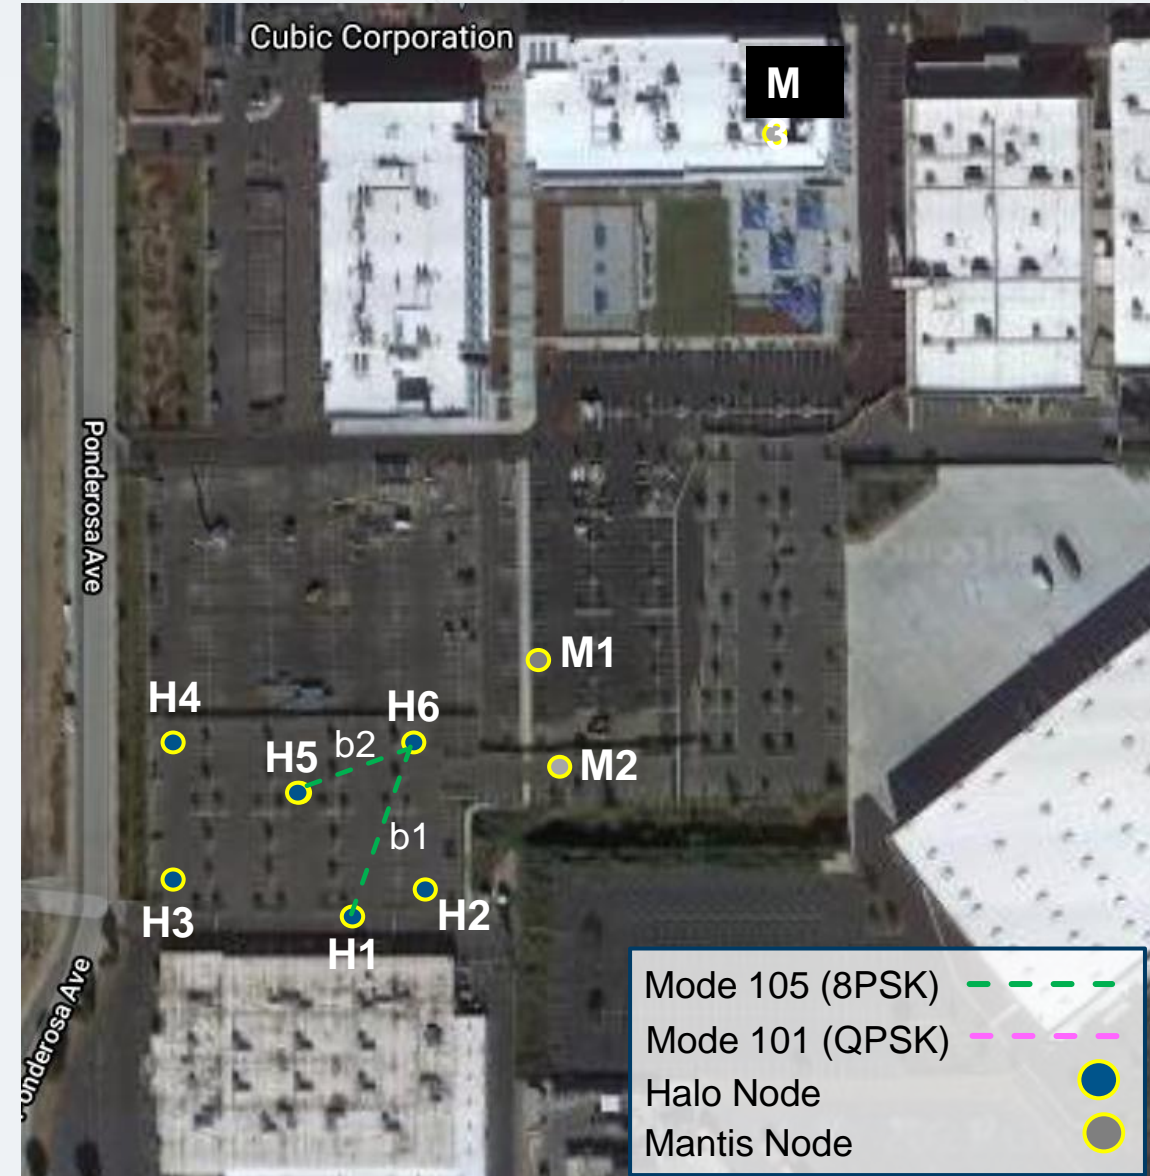 Cubic Corporation
M
3
Ponderosa Ave
M1
H4
H6
b2
H5
M2
b1
H3
H2
H1
Ponderosa Ave
Mode 105 (8PSK)
Mode 101 (QPSK)
Halo Node
Mantis Node